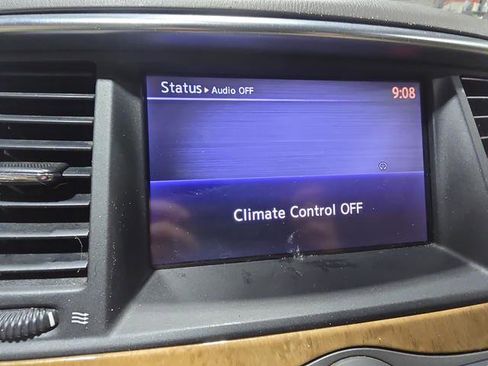 Status ▸ Audio OFF 9:08
Climate Control OFF